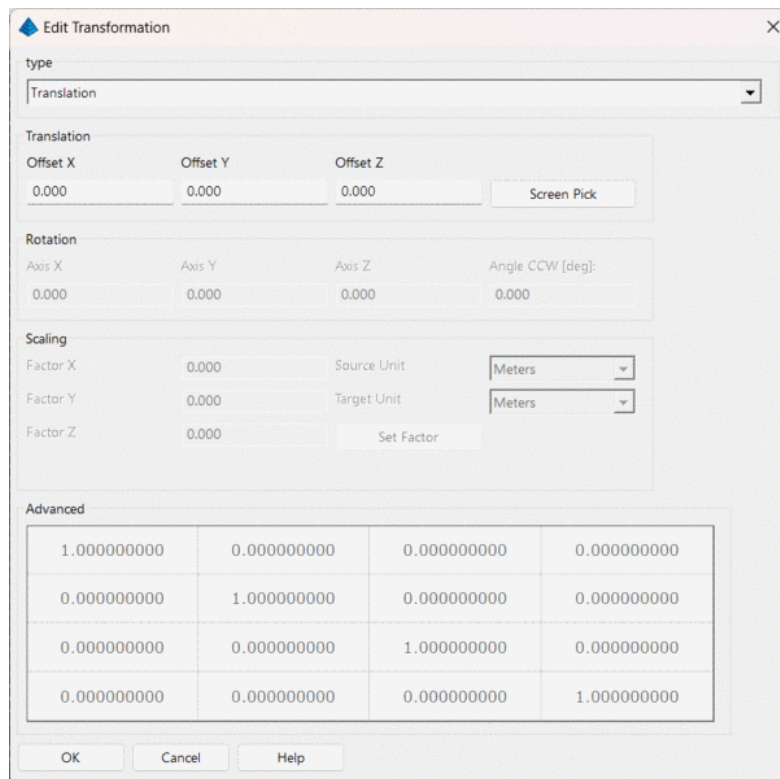 Edit Transformation
type
Translation
Translation
Offset X Offset Y Offset Z
0.000 0.000 0.000 Screen Pick
Rotation
Axis X Axis Y Axis Z Angle CCW [deg]:
0.000 0.000 0.000 0.000
Scaling
Factor X 0.000 Source Unit Meters
Factor Y 0.000 Target Unit Meters
Factor Z 0.000 Set Factor
Advanced
1.000000000 0.000000000 0.000000000 0.000000000
0.000000000 1.000000000 0.000000000 0.000000000
0.000000000 0.000000000 1.000000000 0.000000000
0.000000000 0.000000000 0.000000000 1.000000000
OK Cancel Help